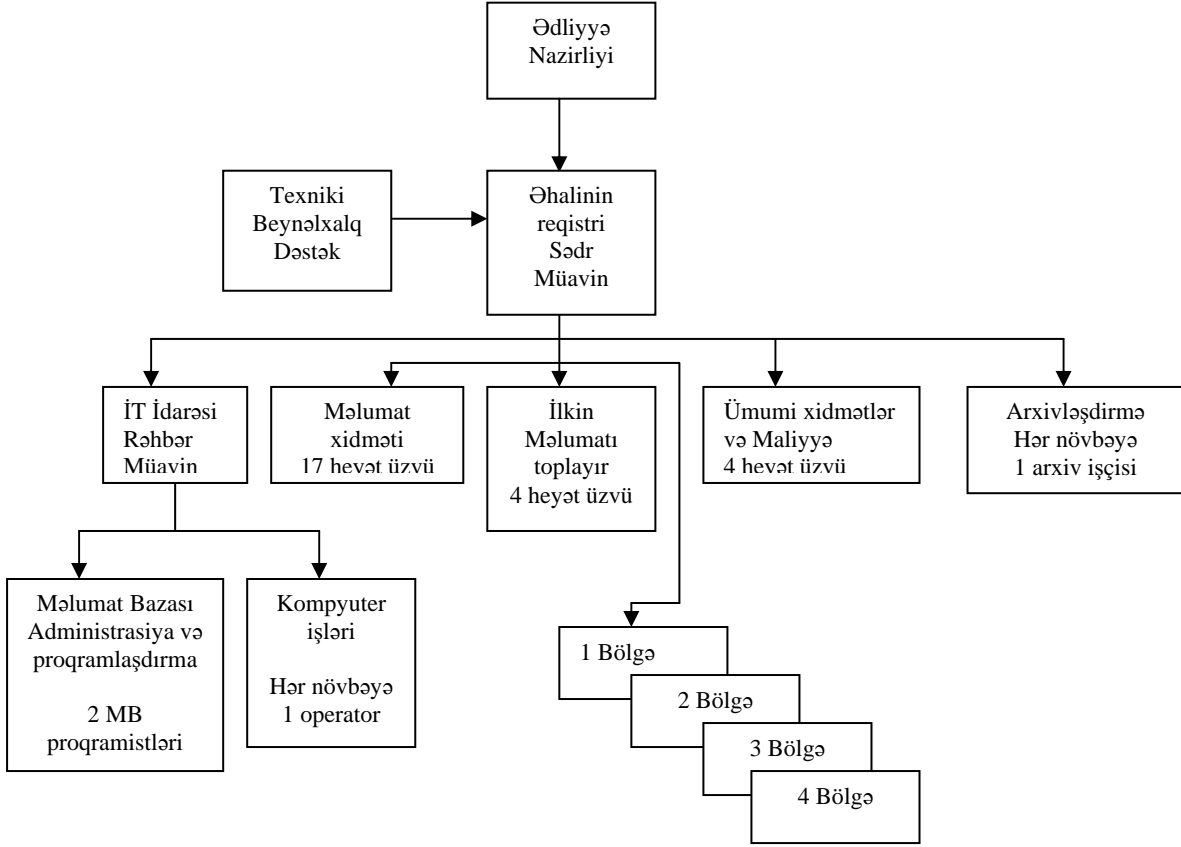 Ədliyyə
Nazirliyi
Texniki
Beynəlxalq
Dəstək
Əhalinin
reqistri
Sədr
Müavin
İT İdarəsi
Rəhbər
Müavin
Məlumat
xidməti
17 heyət üzvü
İlkin
Məlumatı
toplayır
4 heyət üzvü
Ümumi xidmətlər
və Maliyyə
4 heyət üzvü
Arxivləşdirmə
Hər növbəyə
1 arxiv işçisi
Məlumat Bazası
Administrasiya və
proqramlaşdırma
2 MB
proqramistləri
Kompyuter
işləri
Hər növbəyə
1 operator
1 Bölgə
2 Bölgə
3 Bölgə
4 Bölgə